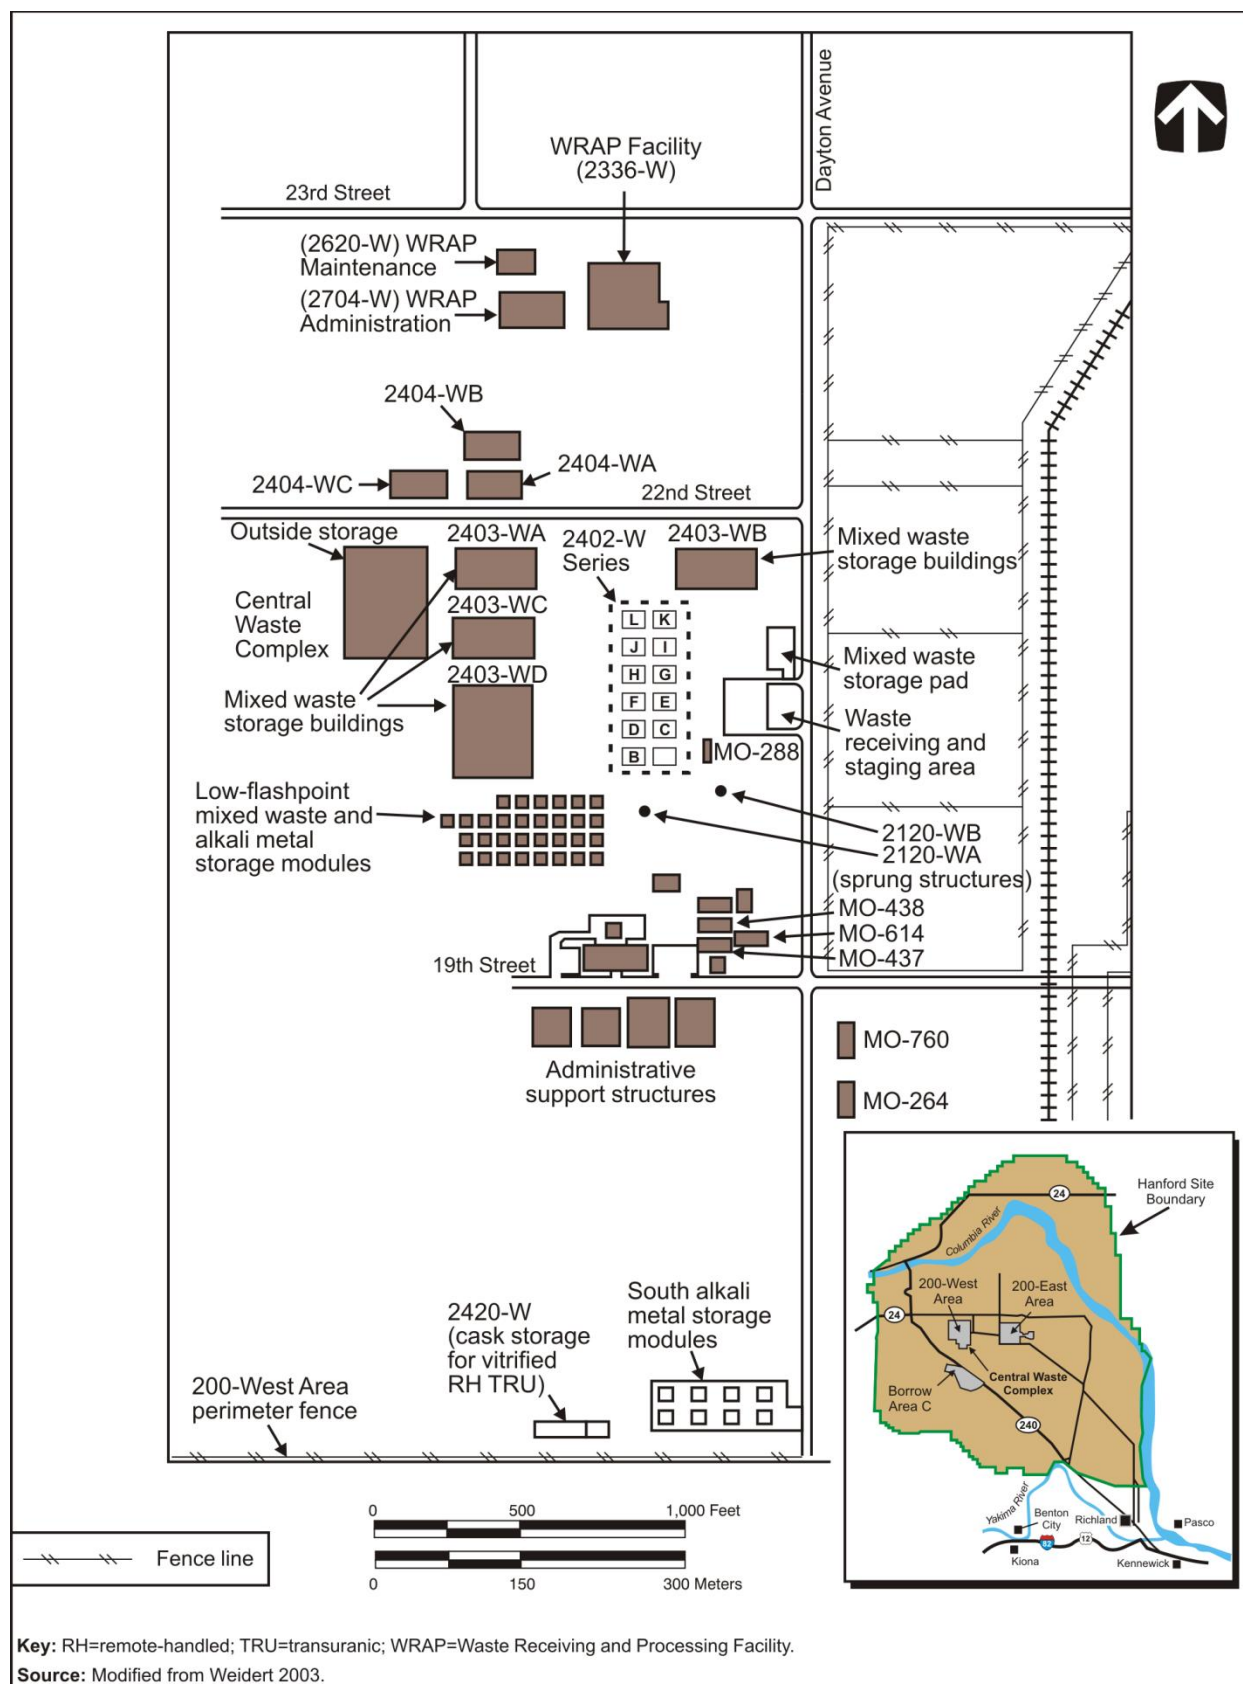 Dayton Avenue
WRAP Facility
(2336-W)
23rd Street
(2620-W) WRAP
Maintenance
(2704-W) WRAP
Administration
2404-WB
2404-WA
2404-WC
22nd Street
Outside storage
2403-WA
2402-W
Series
2403-WB
Mixed waste
storage buildings
Central
Waste
Complex
2403-WC
L K
J I
H G
F E
D C
B
Mixed waste
storage pad
2403-WD
Mixed waste
storage buildings
Waste
receiving and
staging area
MO-288
Low-flashpoint
mixed waste and
alkali metal
storage modules
2120-WB
2120-WA
(sprung structures)
MO-438
MO-614
MO-437
19th Street
MO-760
Administrative
support structures
MO-264
Hanford Site
Boundary
24
Columbia River
200-West
Area
200-East
Area
24
Central Waste
Complex
Borrow
Area C
240
Yakima River
Benton
City
Richland
Pasco
82
12
Kiona
Kennewick
South alkali
metal storage
modules
2420-W
(cask storage
for vitrified
RH TRU)
200-West Area
perimeter fence
0 500 1,000 Feet
0 150 300 Meters
Fence line
Key: RH=remote-handled; TRU=transuranic; WRAP=Waste Receiving and Processing Facility.
Source: Modified from Weidert 2003.